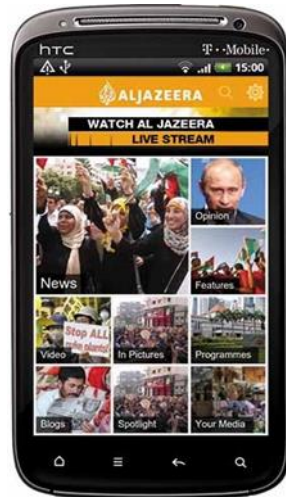 hTC
T··Mobile·
15:00
ALJAZEERA
WATCH AL JAZEERA
LIVE STREAM
News
Opinion
Features
Stop ALL
Video
In Pictures
Programmes
Blogs
Spotlight
Your Media